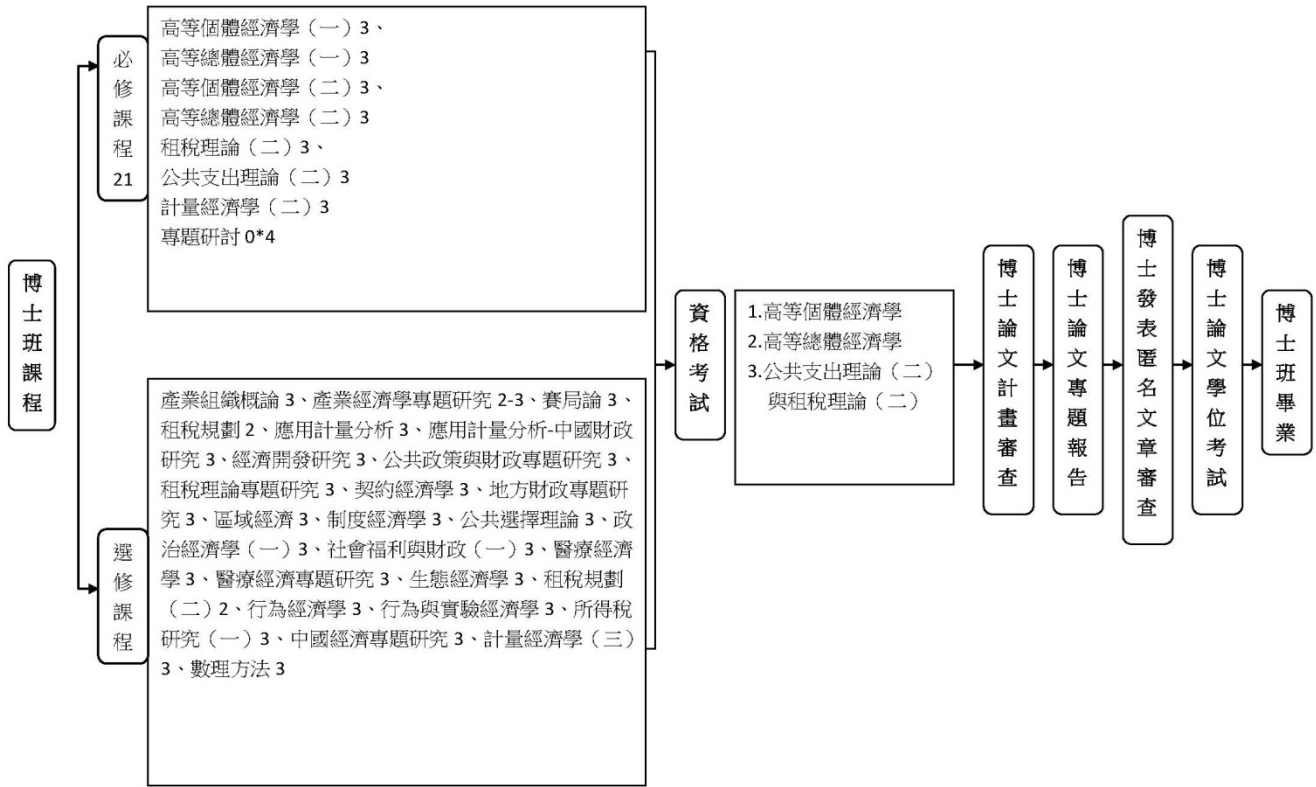 博士班課程
必修課程21
高等個體經濟學（一）3、
高等總體經濟學（一）3
高等個體經濟學（二）3、
高等總體經濟學（二）3
租稅理論（二）3、
公共支出理論（二）3
計量經濟學（二）3
專題研討 0*4
選修課程
產業組織概論 3、產業經濟學專題研究 2-3、賽局論 3、
租稅規劃 2、應用計量分析 3、應用計量分析-中國財政
研究 3、經濟開發研究 3、公共政策與財政專題研究 3、
租稅理論專題研究 3、契約經濟學 3、地方財政專題研
究 3、區域經濟 3、制度經濟學 3、公共選擇理論 3、政
治經濟學（一）3、社會福利與財政（一）3、醫療經濟
學 3、醫療經濟專題研究 3、生態經濟學 3、租稅規劃
（二）2、行為經濟學 3、行為與實驗經濟學 3、所得稅
研究（一）3、中國經濟專題研究 3、計量經濟學（三）
3、數理方法 3
資格考試
1.高等個體經濟學
2.高等總體經濟學
3.公共支出理論（二）
與租稅理論（二）
博士論文計畫審查
博士論文專題報告
博士發表匿名文章審查
博士論文學位考試
博士班畢業